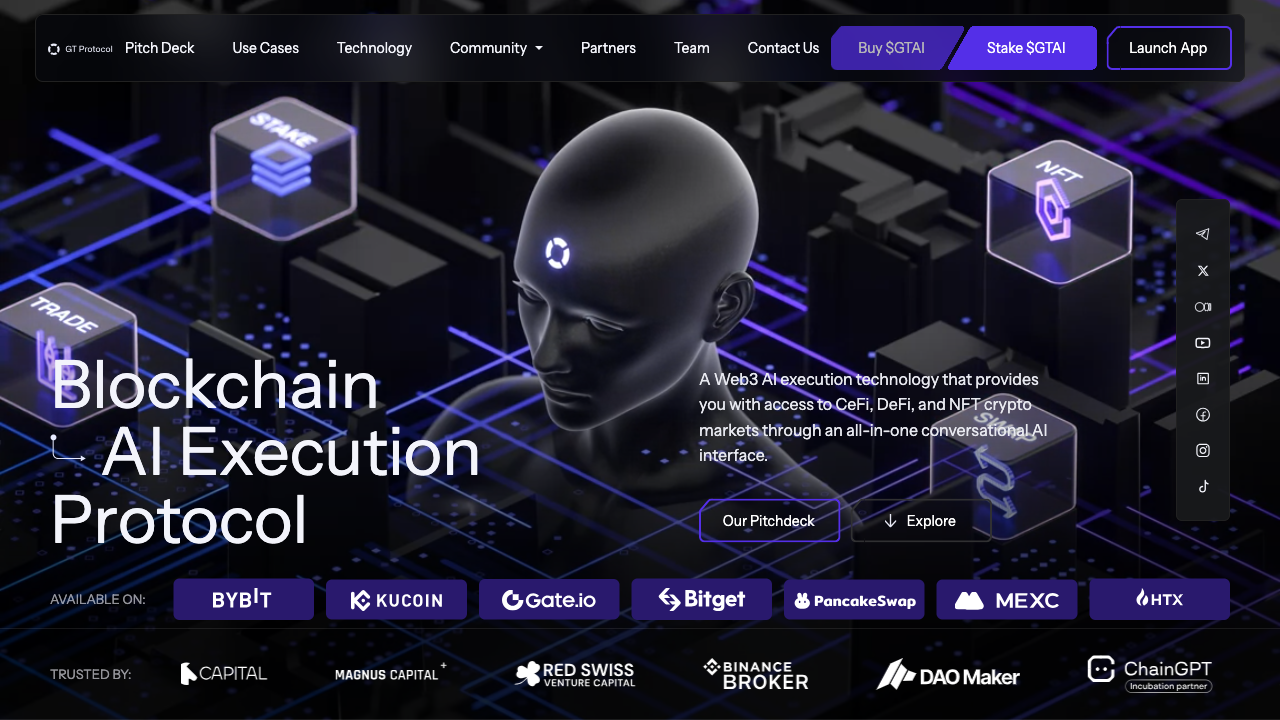 GT Protocol
Pitch Deck
Use Cases
Technology
Community
Partners
Team
Contact Us
Buy $GTAI
Stake $GTAI
Launch App
STAKE
NFT
TRADE
SWAP
Blockchain
AI Execution
Protocol
A Web3 AI execution technology that provides
you with access to CeFi, DeFi, and NFT crypto
markets through an all-in-one conversational AI
interface.
Our Pitchdeck
Explore
AVAILABLE ON:
BYBIT
KUCOIN
Gate.io
Bitget
PancakeSwap
MEXC
HTX
TRUSTED BY:
CAPITAL
MAGNUS CAPITAL+
RED SWISS
VENTURE CAPITAL
BINANCE
BROKER
DAO Maker
ChainGPT
Incubation partner